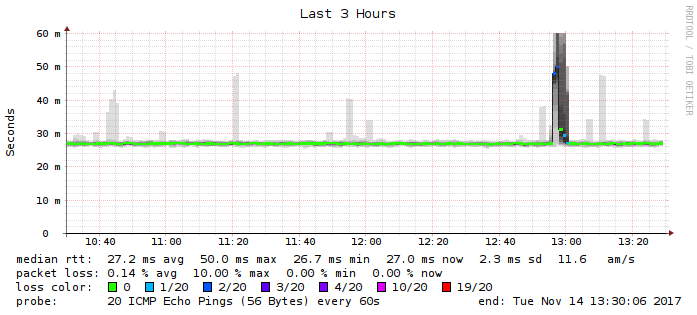 Last 3 Hours
RRDTOOL / TOBI OETIKER
Seconds
60 m
50 m
40 m
30 m
20 m
10 m
0
10:40 11:00 11:20 11:40 12:00 12:20 12:40 13:00 13:20
median rtt: 27.2 ms avg 50.0 ms max 26.7 ms min 27.0 ms now 2.3 ms sd 11.6 am/s
packet loss: 0.14 % avg 10.00 % max 0.00 % min 0.00 % now
loss color: 0 1/20 2/20 3/20 4/20 10/20 19/20
probe: 20 ICMP Echo Pings (56 Bytes) every 60s end: Tue Nov 14 13:30:06 2017